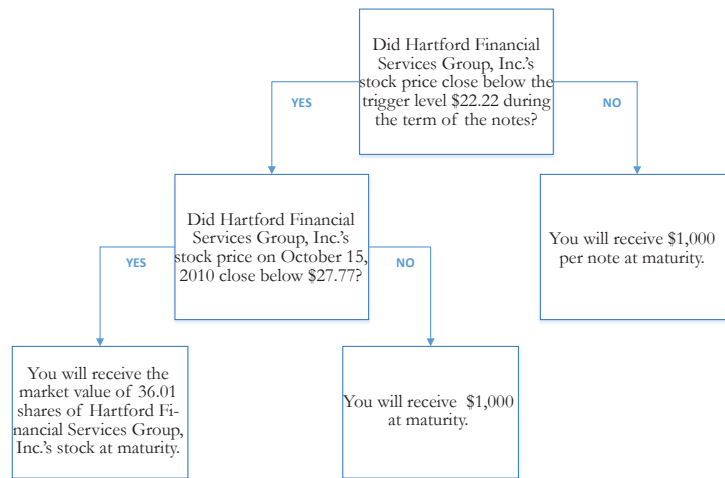 Did Hartford Financial
Services Group, Inc.'s
stock price close below the
trigger level $22.22 during
the term of the notes?
YES
NO
Did Hartford Financial
Services Group, Inc.'s
stock price on October 15,
2010 close below $27.77?
You will receive $1,000
per note at maturity.
YES
NO
You will receive the
market value of 36.01
shares of Hartford Fi-
nancial Services Group,
Inc.'s stock at maturity.
You will receive $1,000
at maturity.